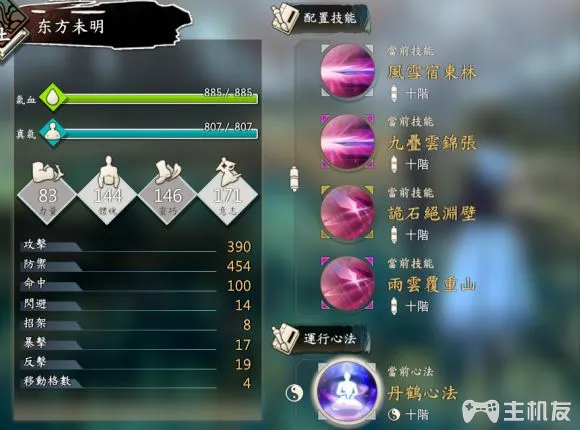 东方未明
氣血
885/885
真氣
807/807
83
力量
144
體魄
146
靈巧
171
意志
攻擊 390
防禦 454
命中 100
閃避 14
招架 8
暴擊 17
反擊 19
移動格數 4
配置技能
當前技能
風雪宿東林
十階
當前技能
九疊雲錦張
十階
當前技能
詭石絕淵壁
十階
當前技能
雨雲覆重山
十階
運行心法
當前心法
丹鶴心法
十階
主机友